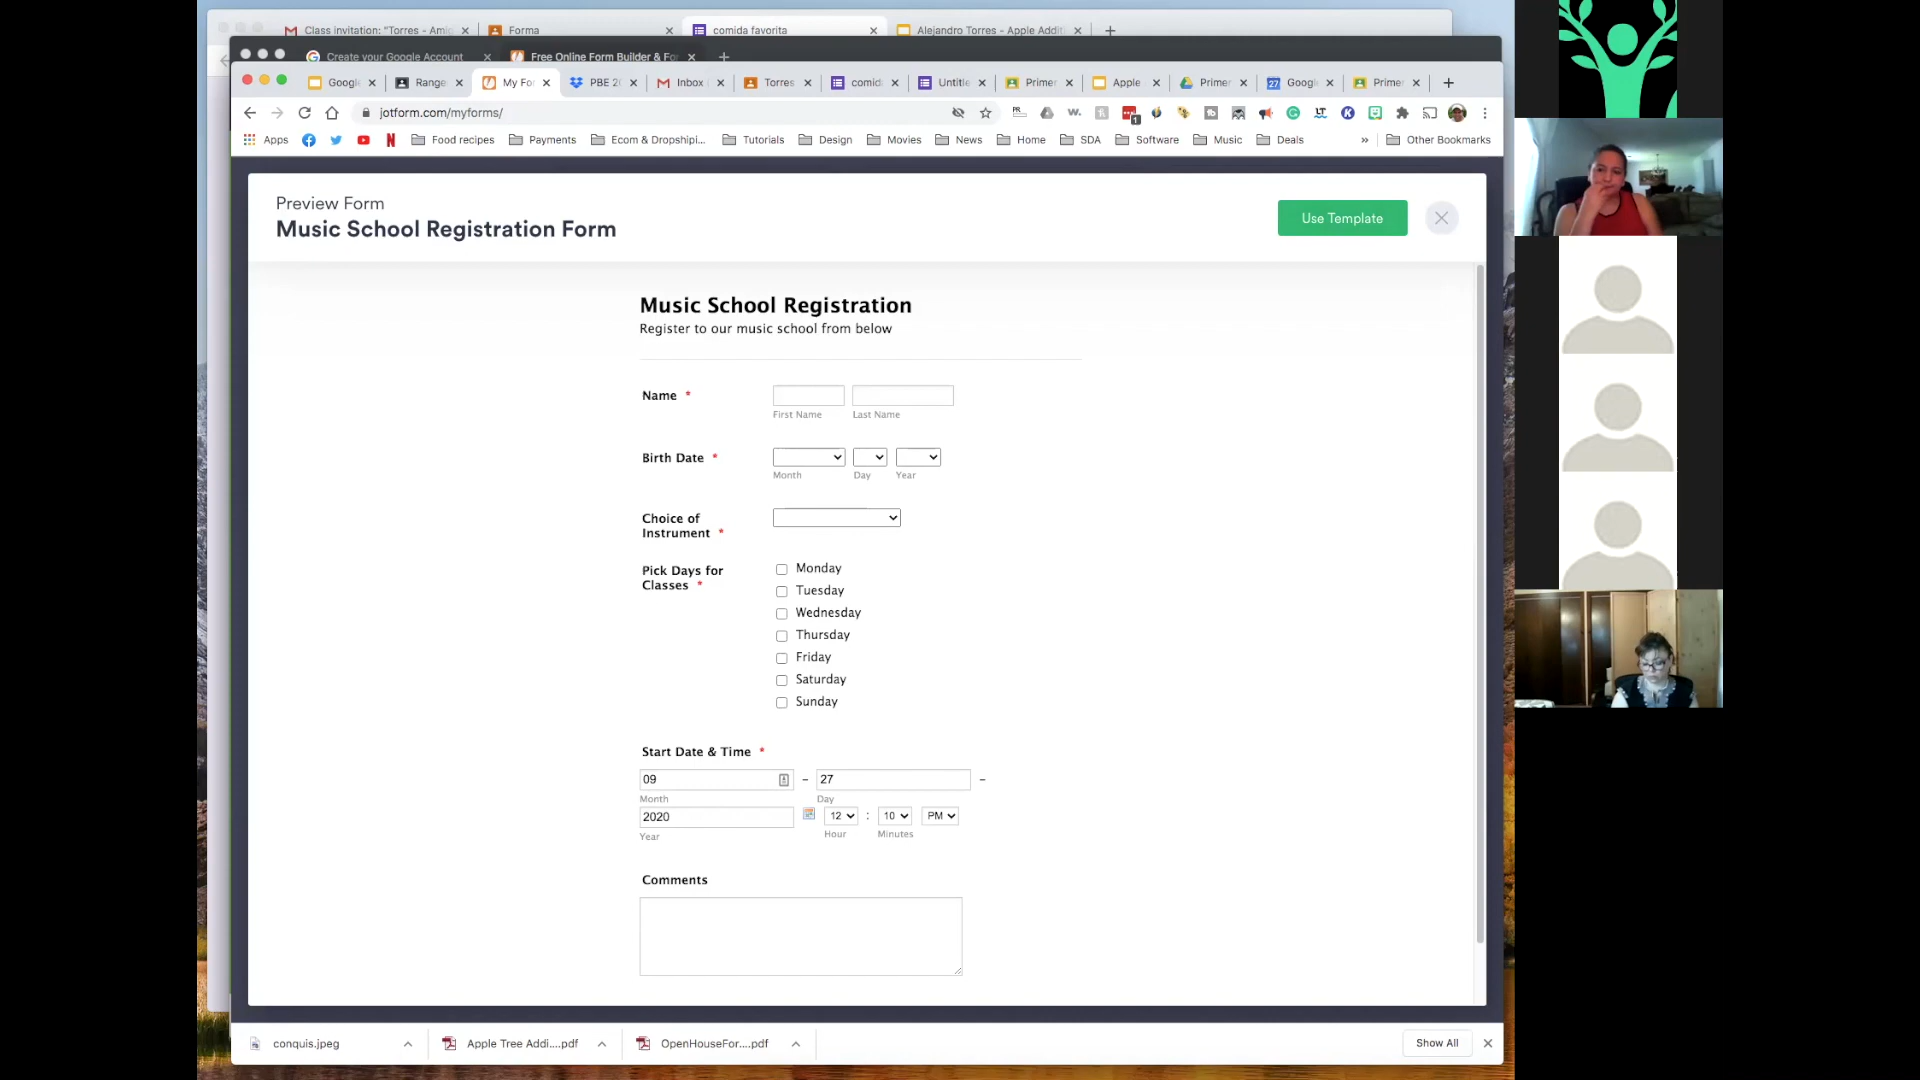 Class invitation: "Torres - Ami
Forma
comida favorita
Alejandro Torres - Apple Addit
Create your Google Account
Free Online Form Builder & Fo
Google
Range
My Fo
PBE 20
Inbox
Torres
comid
Untitle
Primer
Apple
Primer
Googl
Primer
jotform.com/myforms/
Apps
Food recipes
Payments
Ecom & Dropshipi...
Tutorials
Design
Movies
News
Home
SDA
Software
Music
Deals
»
Other Bookmarks
Preview Form
Music School Registration Form
Use Template
Music School Registration
Register to our music school from below
Name *
First Name
Last Name
Birth Date *
Month
Day
Year
Choice of
Instrument *
Pick Days for
Classes *
Monday
Tuesday
Wednesday
Thursday
Friday
Saturday
Sunday
Start Date & Time *
09 – 27 –
Month
Day
2020 12 : 10 PM
Year
Hour
Minutes
Comments
conquis.jpeg
Apple Tree Addi....pdf
OpenHouseFor....pdf
Show All